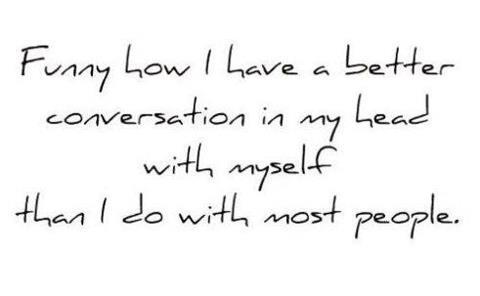 Funny how I have a better
conversation in my head
with myself
than I do with most people.